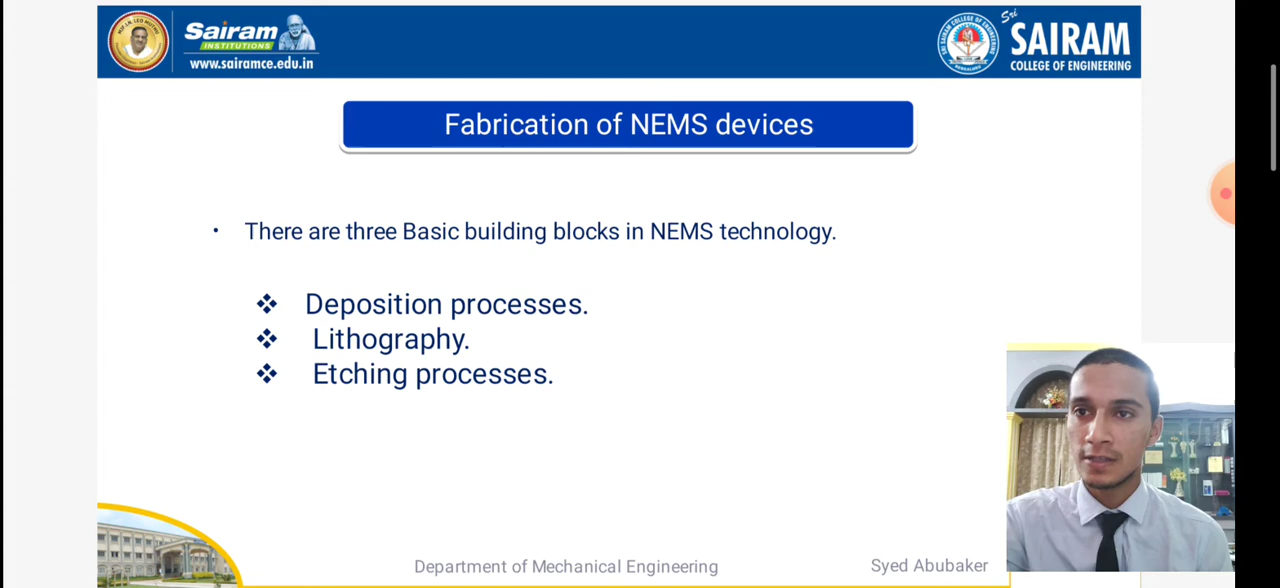 Sairam
INSTITUTIONS
www.sairamce.edu.in
Sri
SAIRAM
COLLEGE OF ENGINEERING
Fabrication of NEMS devices
• There are three Basic building blocks in NEMS technology.
❖ Deposition processes.
❖ Lithography.
❖ Etching processes.
Department of Mechanical Engineering
Syed Abubaker